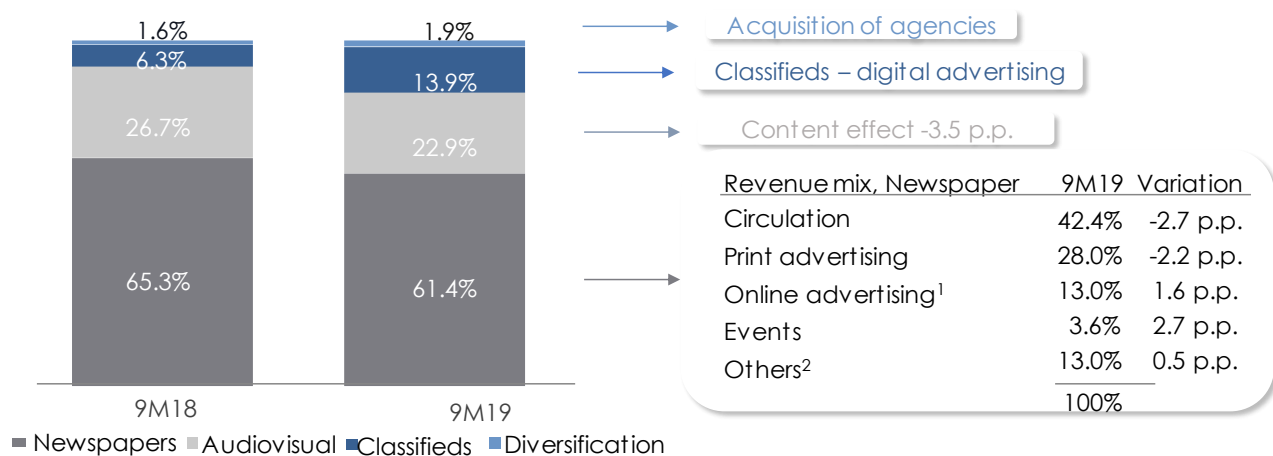 1.6%
6.3%
26.7%
65.3%
9M18
1.9%
13.9%
22.9%
61.4%
9M19
Newspapers Audiovisual Classifieds Diversification
Acquisition of agencies
Classifieds – digital advertising
Content effect -3.5 p.p.
Revenue mix, Newspaper 9M19 Variation
Circulation 42.4% -2.7 p.p.
Print advertising 28.0% -2.2 p.p.
Online advertising¹ 13.0% 1.6 p.p.
Events 3.6% 2.7 p.p.
Others² 13.0% 0.5 p.p.
100%